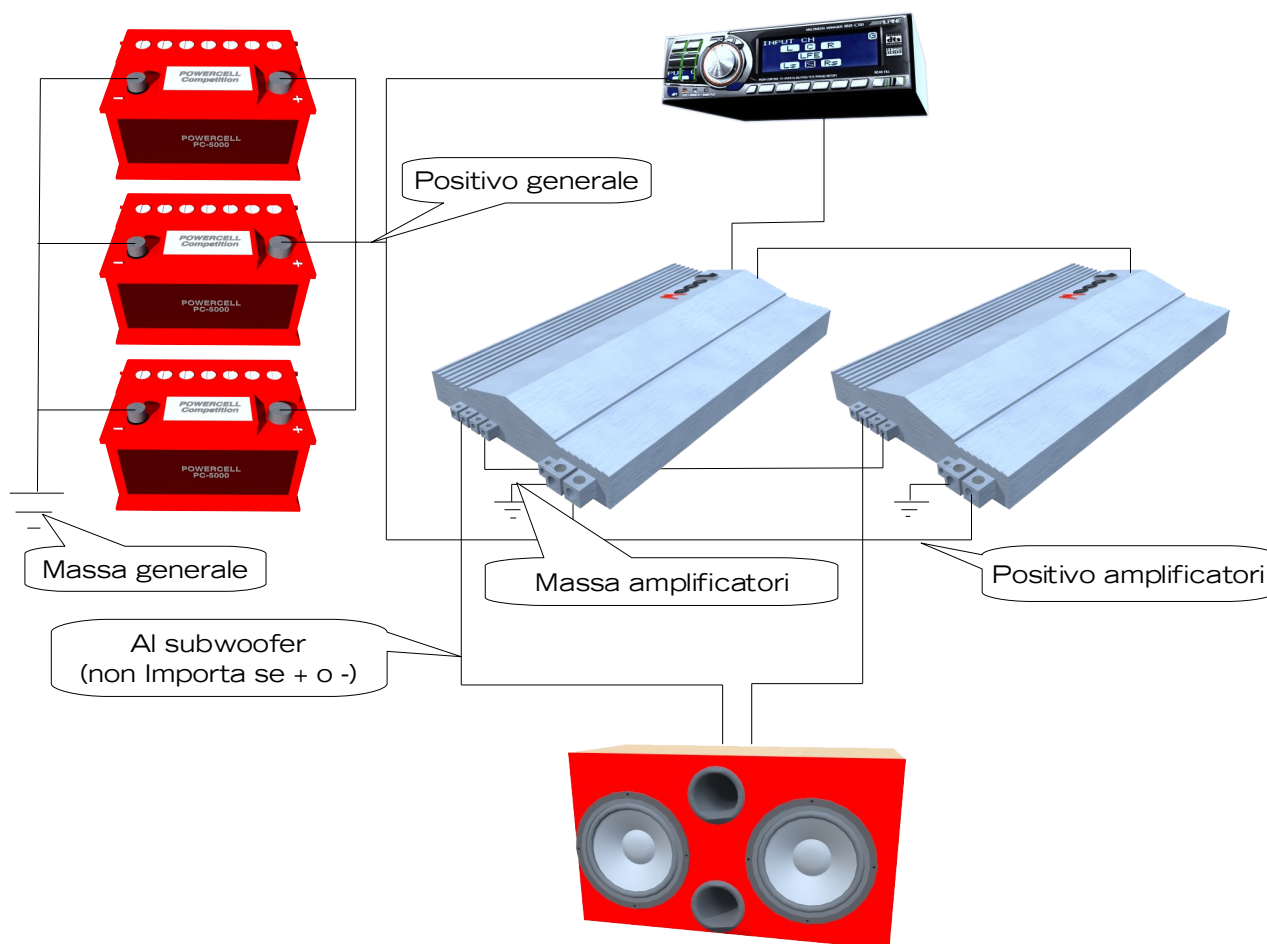 POWERCELL
Competition
–
+
POWERCELL
PC-5000
ALPINE
INPUT CH
L C R
LFE
dts
Positivo generale
POWERCELL
Competition
–
+
POWERCELL
PC-5000
POWERCELL
Competition
–
+
POWERCELL
PC-5000
Massa generale
Massa amplificatori
Positivo amplificatori
Al subwoofer
(non Importa se + o -)